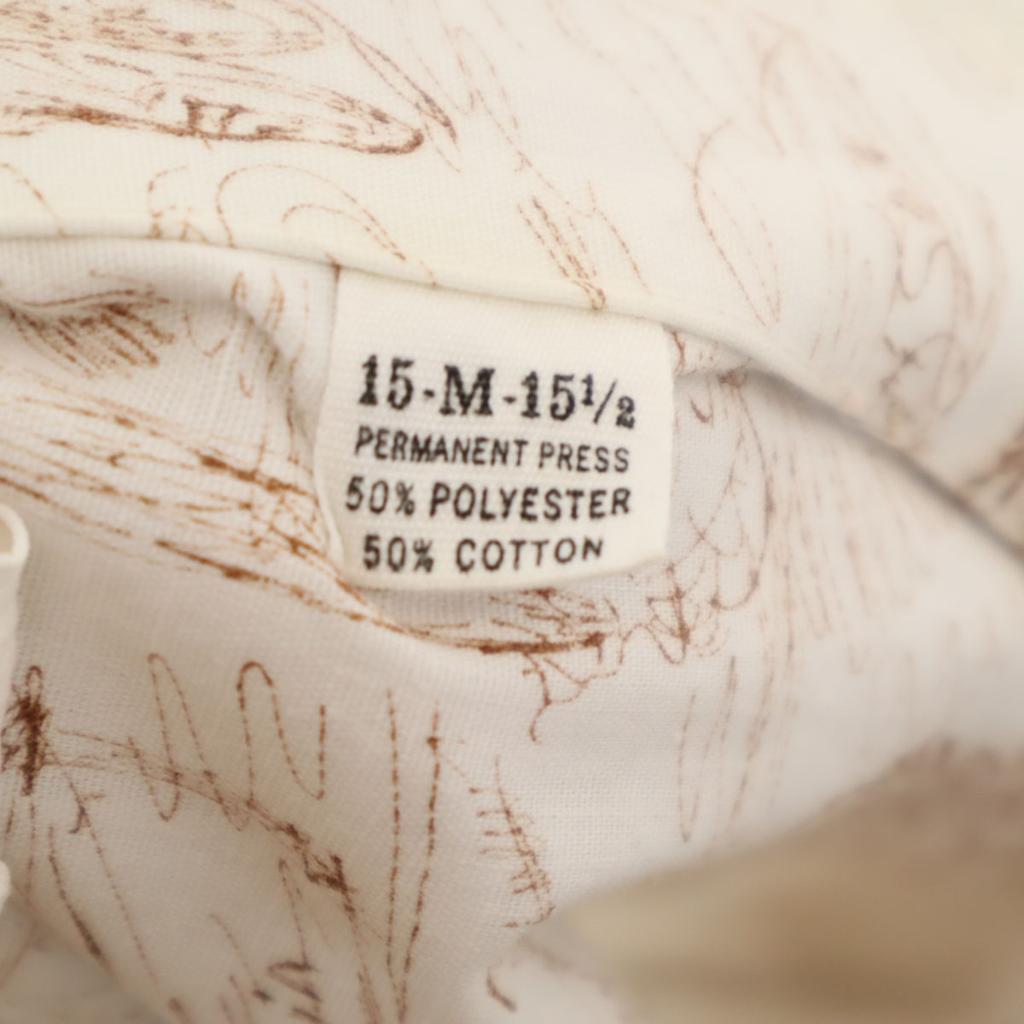 15-M-15½
PERMANENT PRESS
50% POLYESTER
50% COTTON